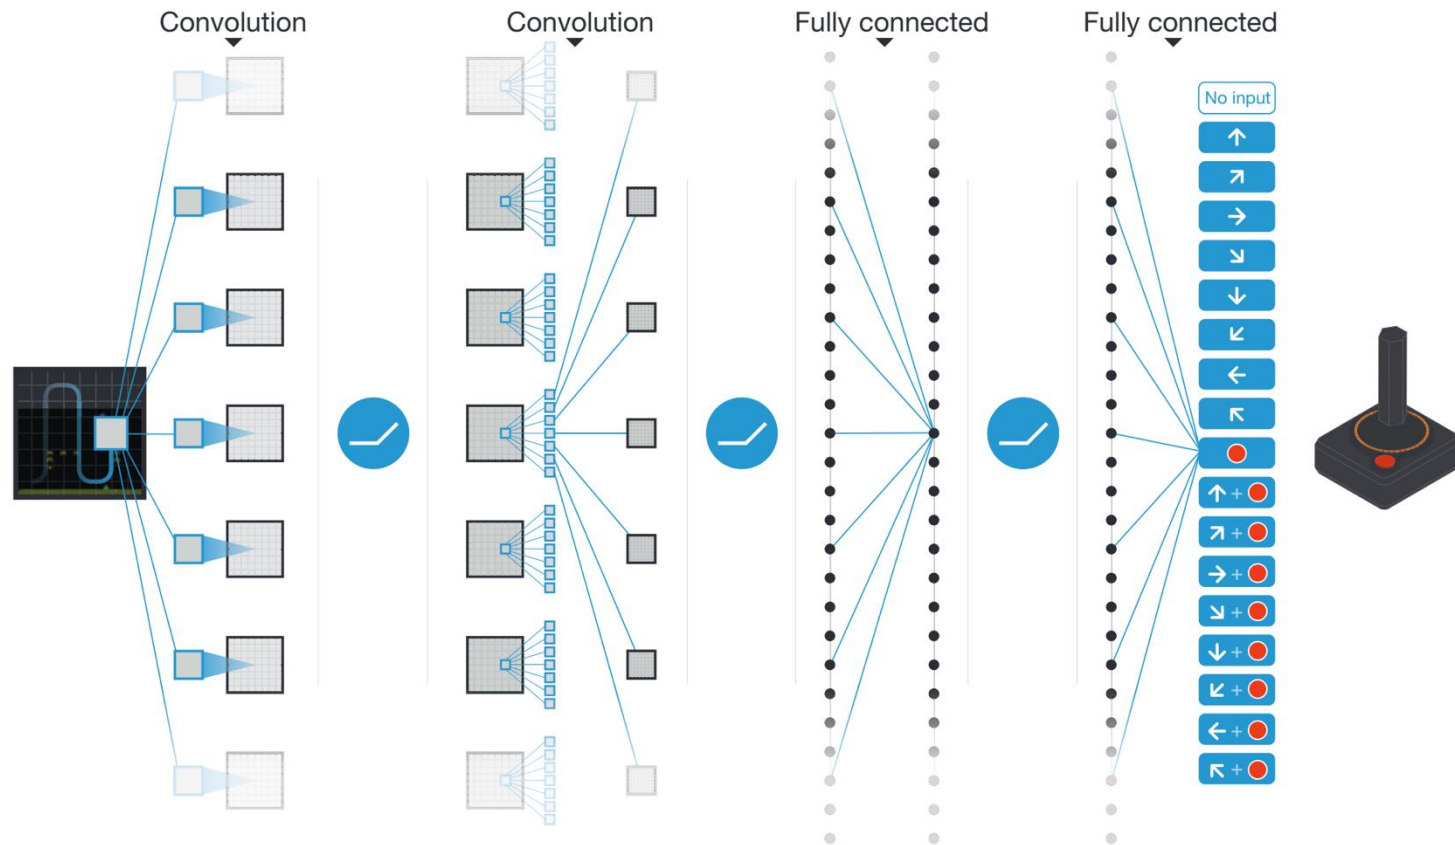 Convolution
Convolution
Fully connected
Fully connected
No input
+
+
+
+
+
+
+
+